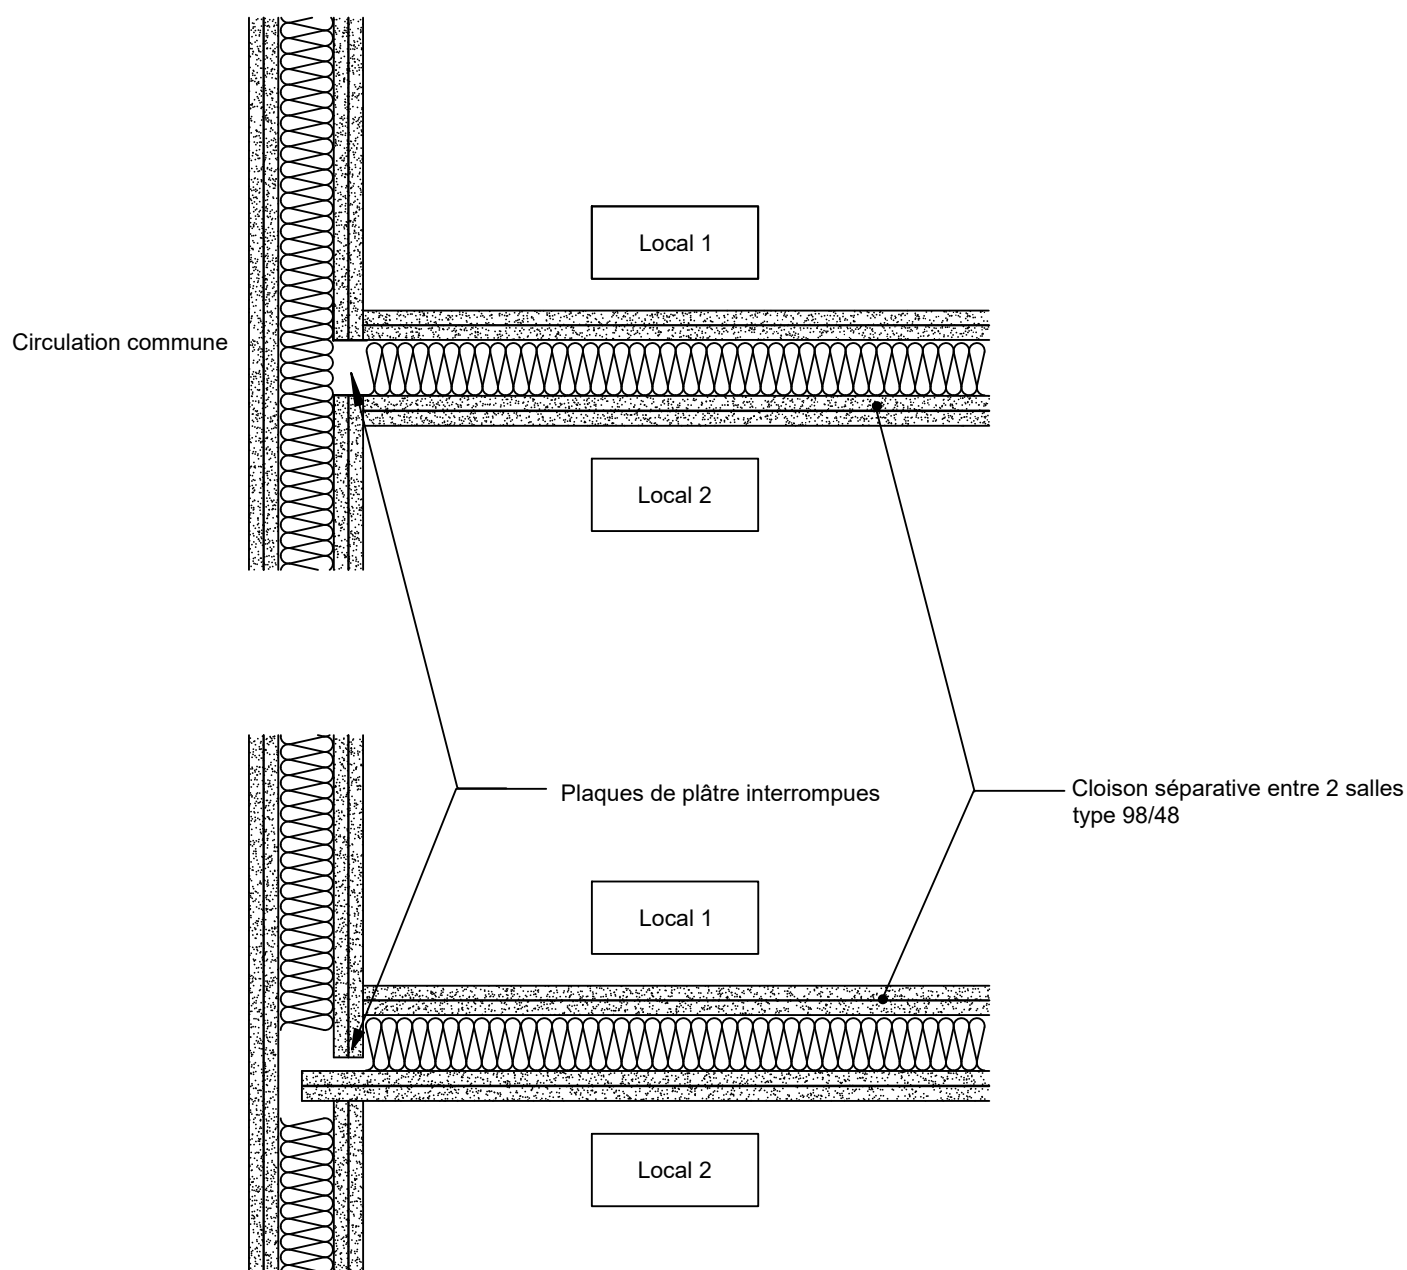 Local 1
Circulation commune
Local 2
Plaques de plâtre interrompues
Cloison séparative entre 2 salles
type 98/48
Local 1
Local 2